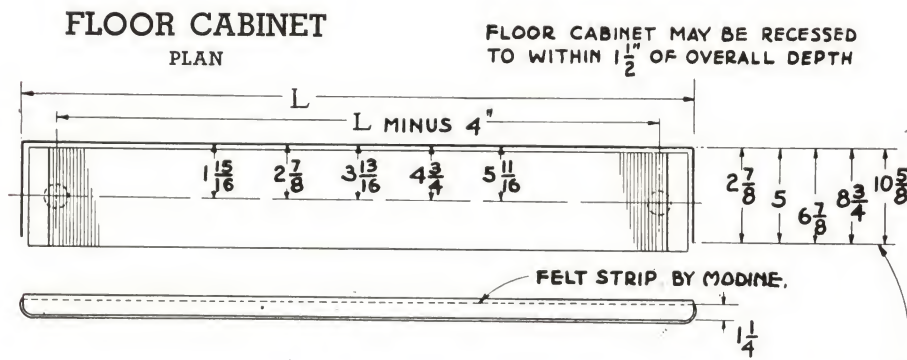 FLOOR CABINET
PLAN
FLOOR CABINET MAY BE RECESSED
TO WITHIN 1 1/2" OF OVERALL DEPTH
L
L MINUS 4"
1 15/16 2 7/8 3 13/16 4 3/4 5 11/16
2 7/8 5 6 7/8 8 3/4 10 5/8
FELT STRIP BY MODINE.
1 1/4